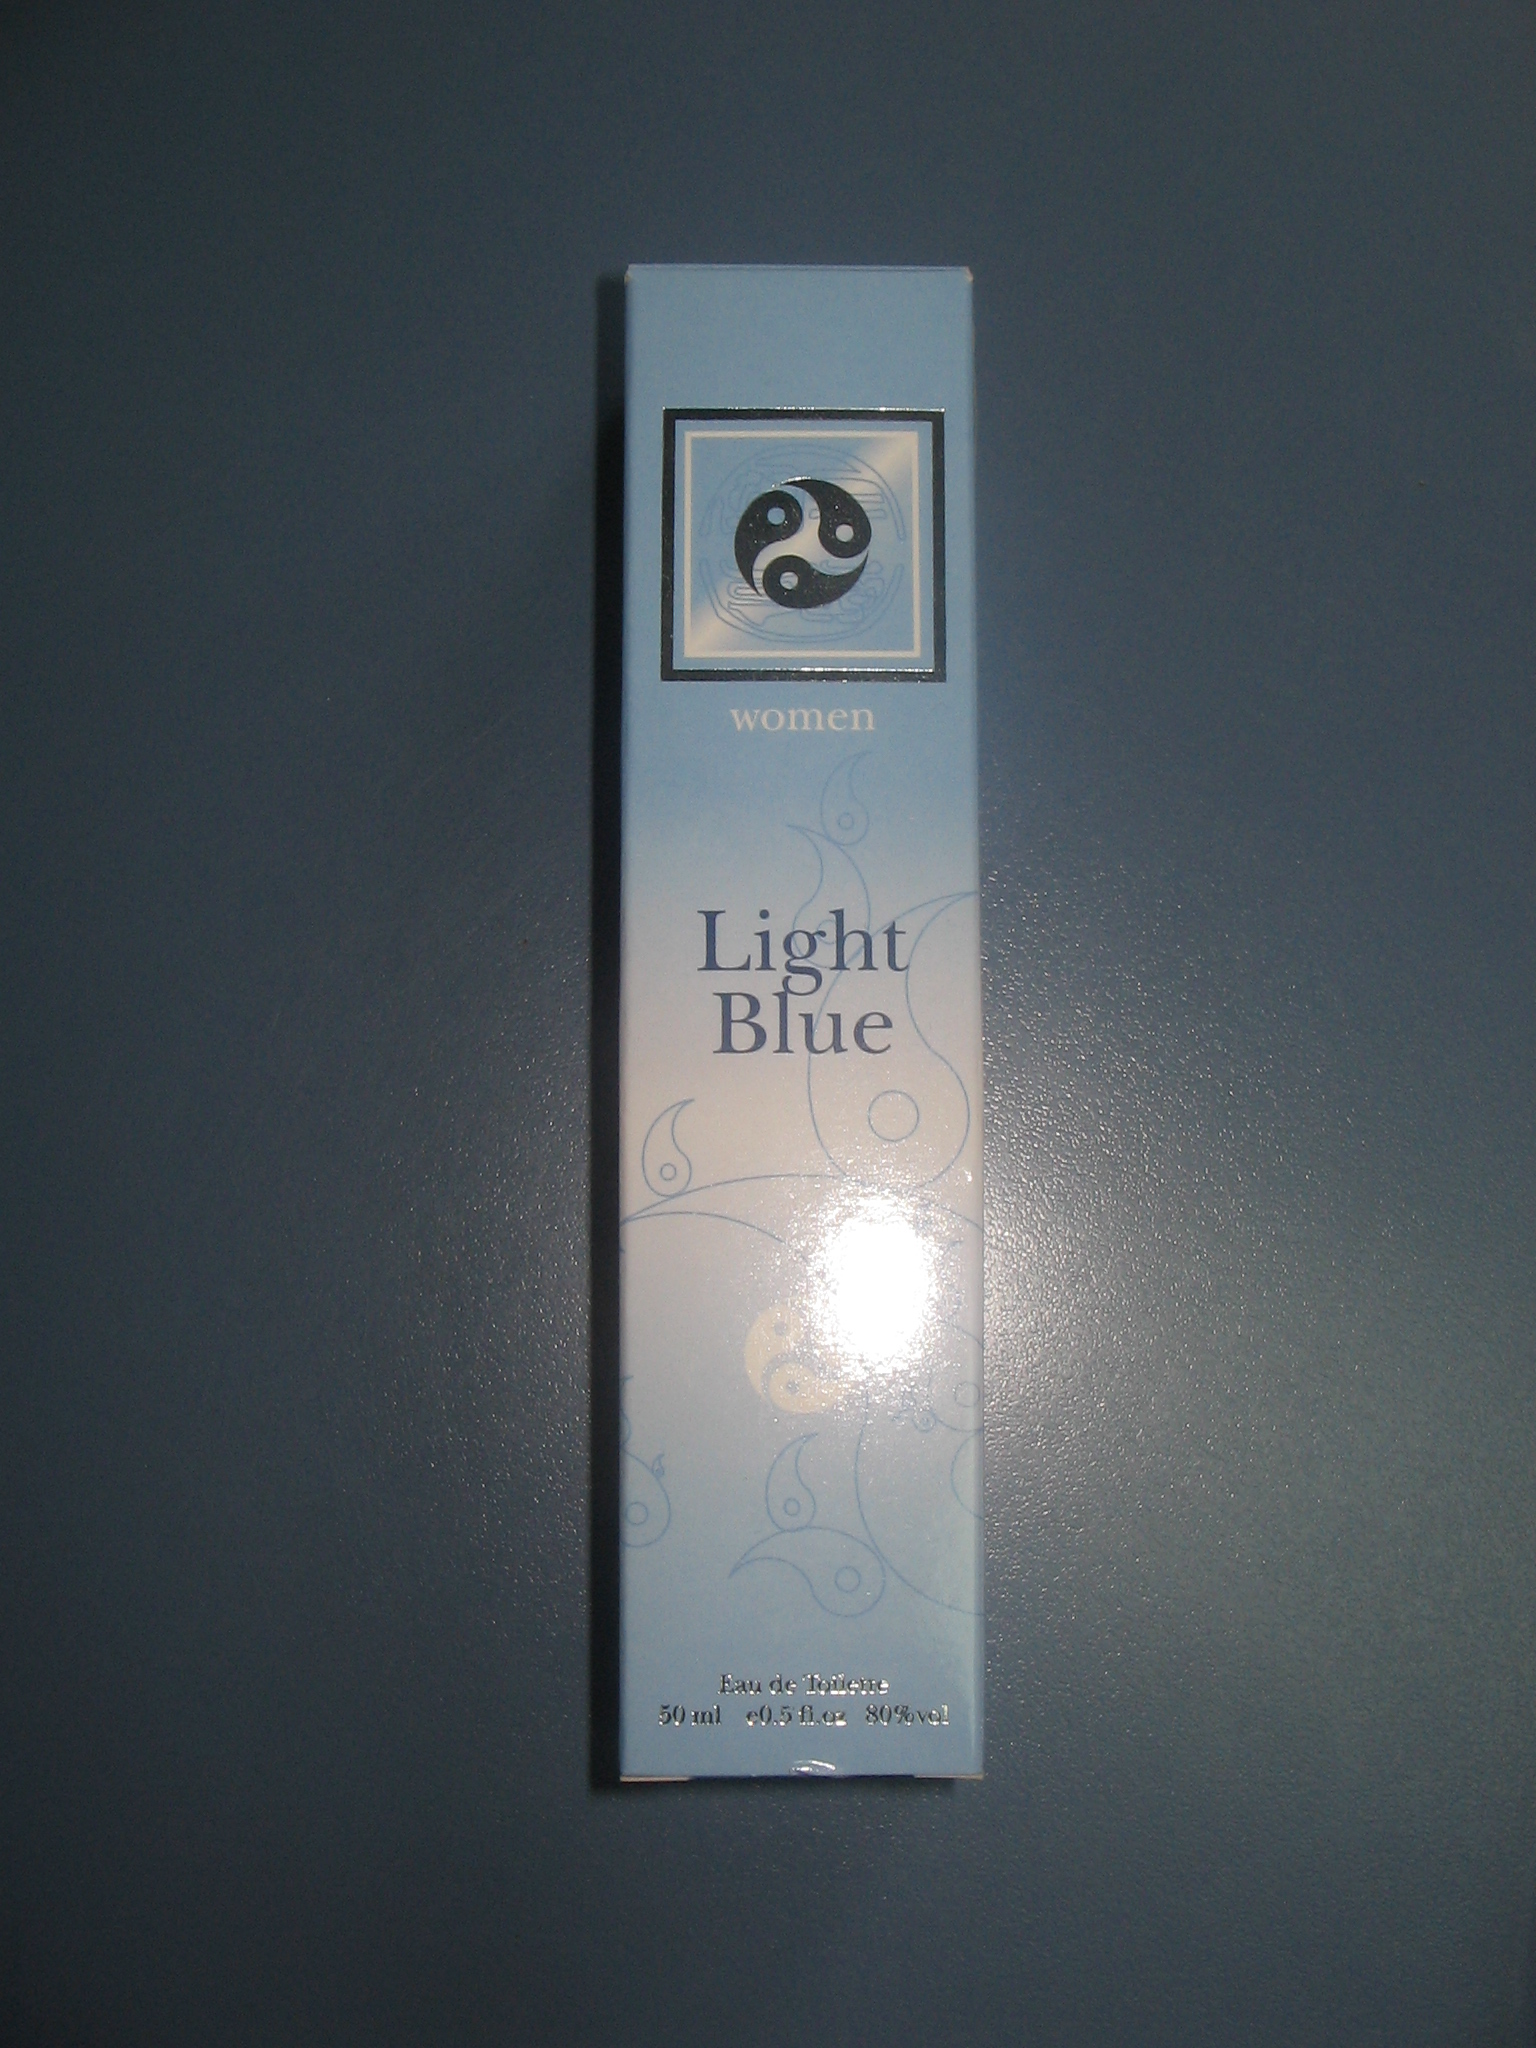 women
Light
Blue
Eau de Toilette
50 ml e0.5 fl.oz 80%vol